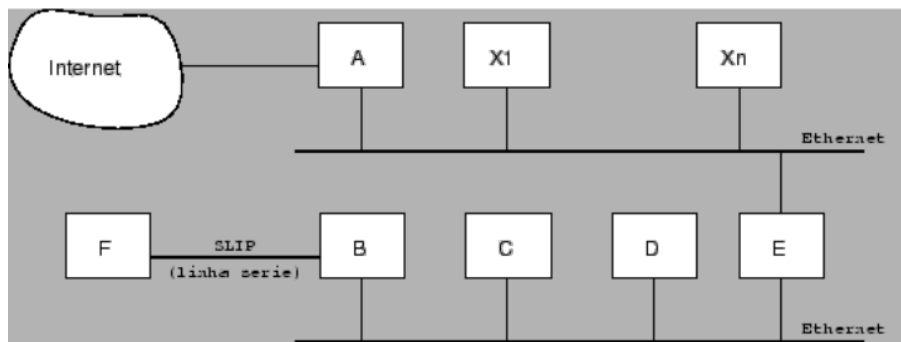 Internet
A
X1
Xn
Ethernet
F
SLIP
(linha serie)
B
C
D
E
Ethernet